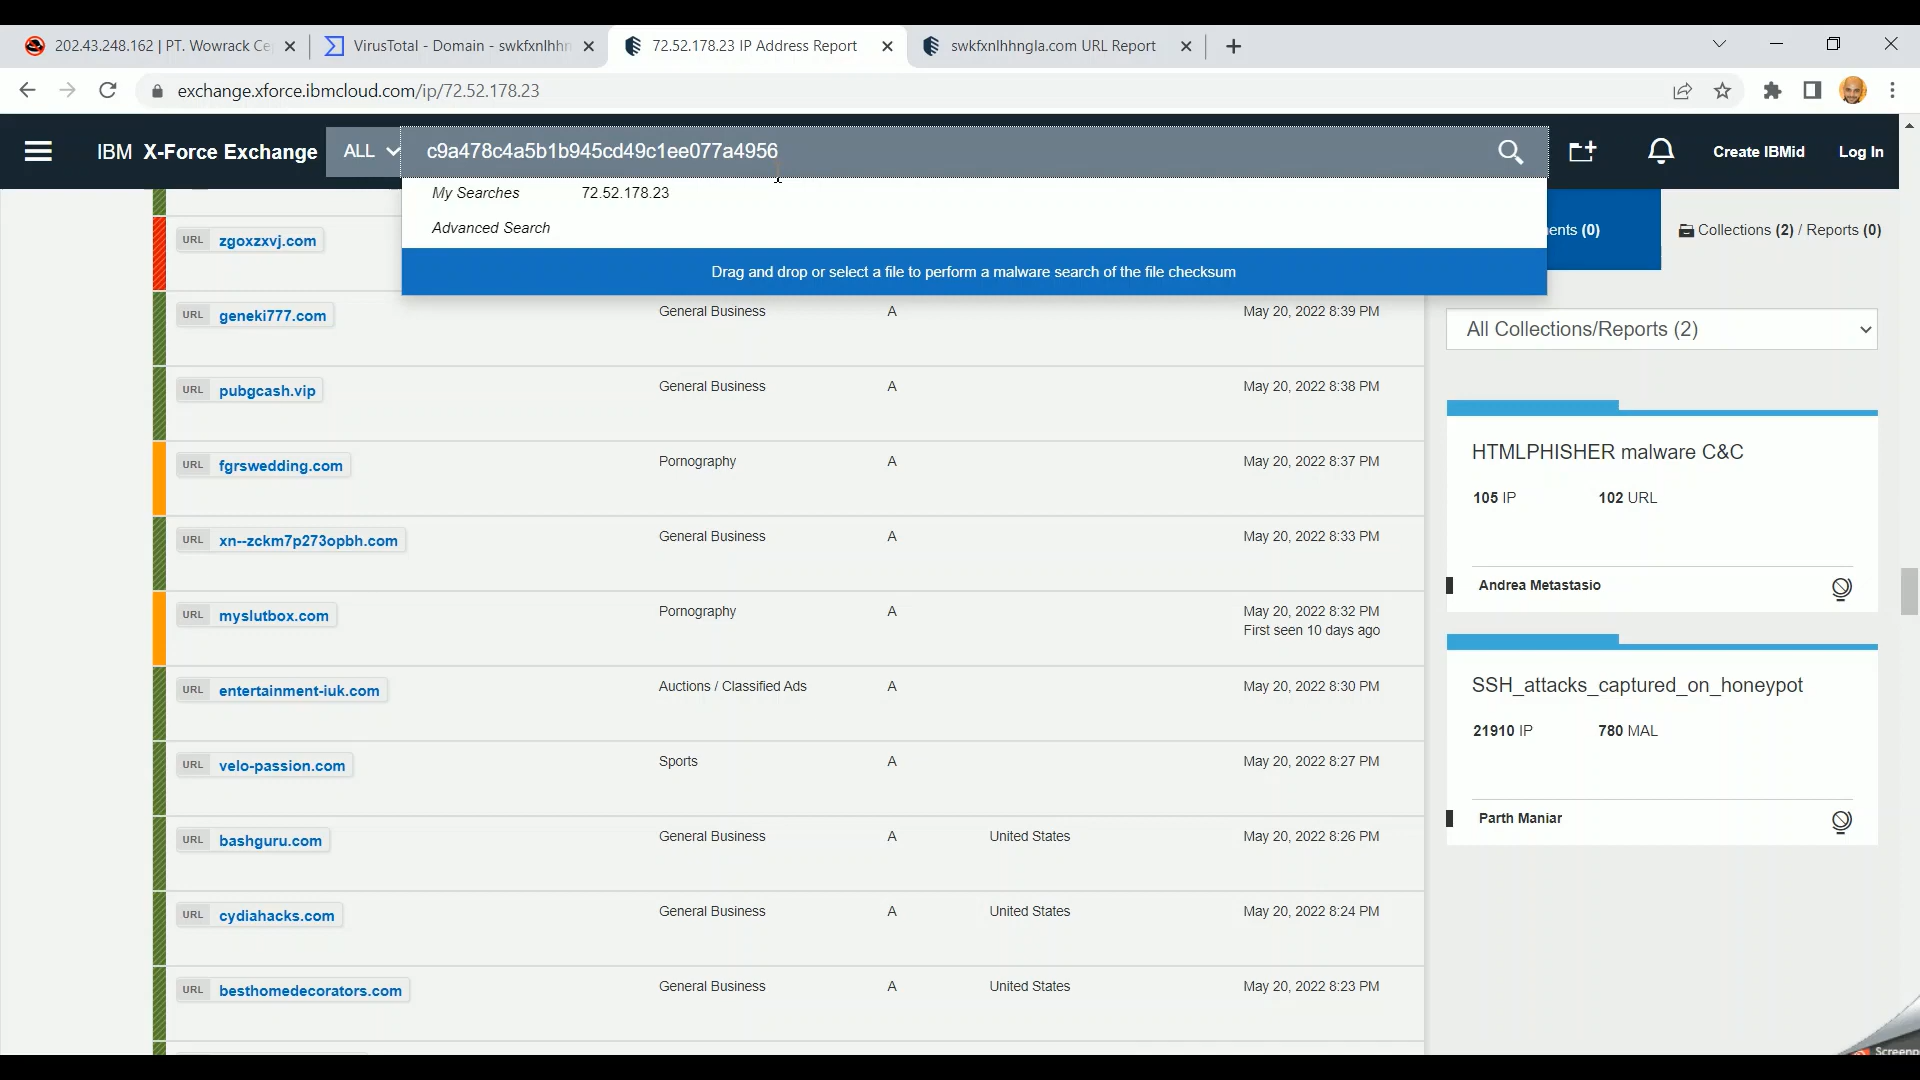 202.43.248.162 | PT. Wowrack Ce
VirusTotal - Domain - swkfxnlhhn
72.52.178.23 IP Address Report
swkfxnlhhngla.com URL Report
exchange.xforce.ibmcloud.com/ip/72.52.178.23
IBM X-Force Exchange
ALL
c9a478c4a5b1b945cd49c1ee077a4956
Create IBMid
Log In
My Searches 72.52.178.23
Advanced Search
Drag and drop or select a file to perform a malware search of the file checksum
ents (0)
Collections (2) / Reports (0)
URL zgoxzxvj.com
URL geneki777.com General Business A May 20, 2022 8:39 PM
URL pubgcash.vip General Business A May 20, 2022 8:38 PM
URL fgrswedding.com Pornography A May 20, 2022 8:37 PM
URL xn--zckm7p273opbh.com General Business A May 20, 2022 8:33 PM
URL myslutbox.com Pornography A May 20, 2022 8:32 PM
First seen 10 days ago
URL entertainment-iuk.com Auctions / Classified Ads A May 20, 2022 8:30 PM
URL velo-passion.com Sports A May 20, 2022 8:27 PM
URL bashguru.com General Business A United States May 20, 2022 8:26 PM
URL cydiahacks.com General Business A United States May 20, 2022 8:24 PM
URL besthomedecorators.com General Business A United States May 20, 2022 8:23 PM
All Collections/Reports (2)
HTMLPHISHER malware C&C
105 IP 102 URL
Andrea Metastasio
SSH_attacks_captured_on_honeypot
21910 IP 780 MAL
Parth Maniar